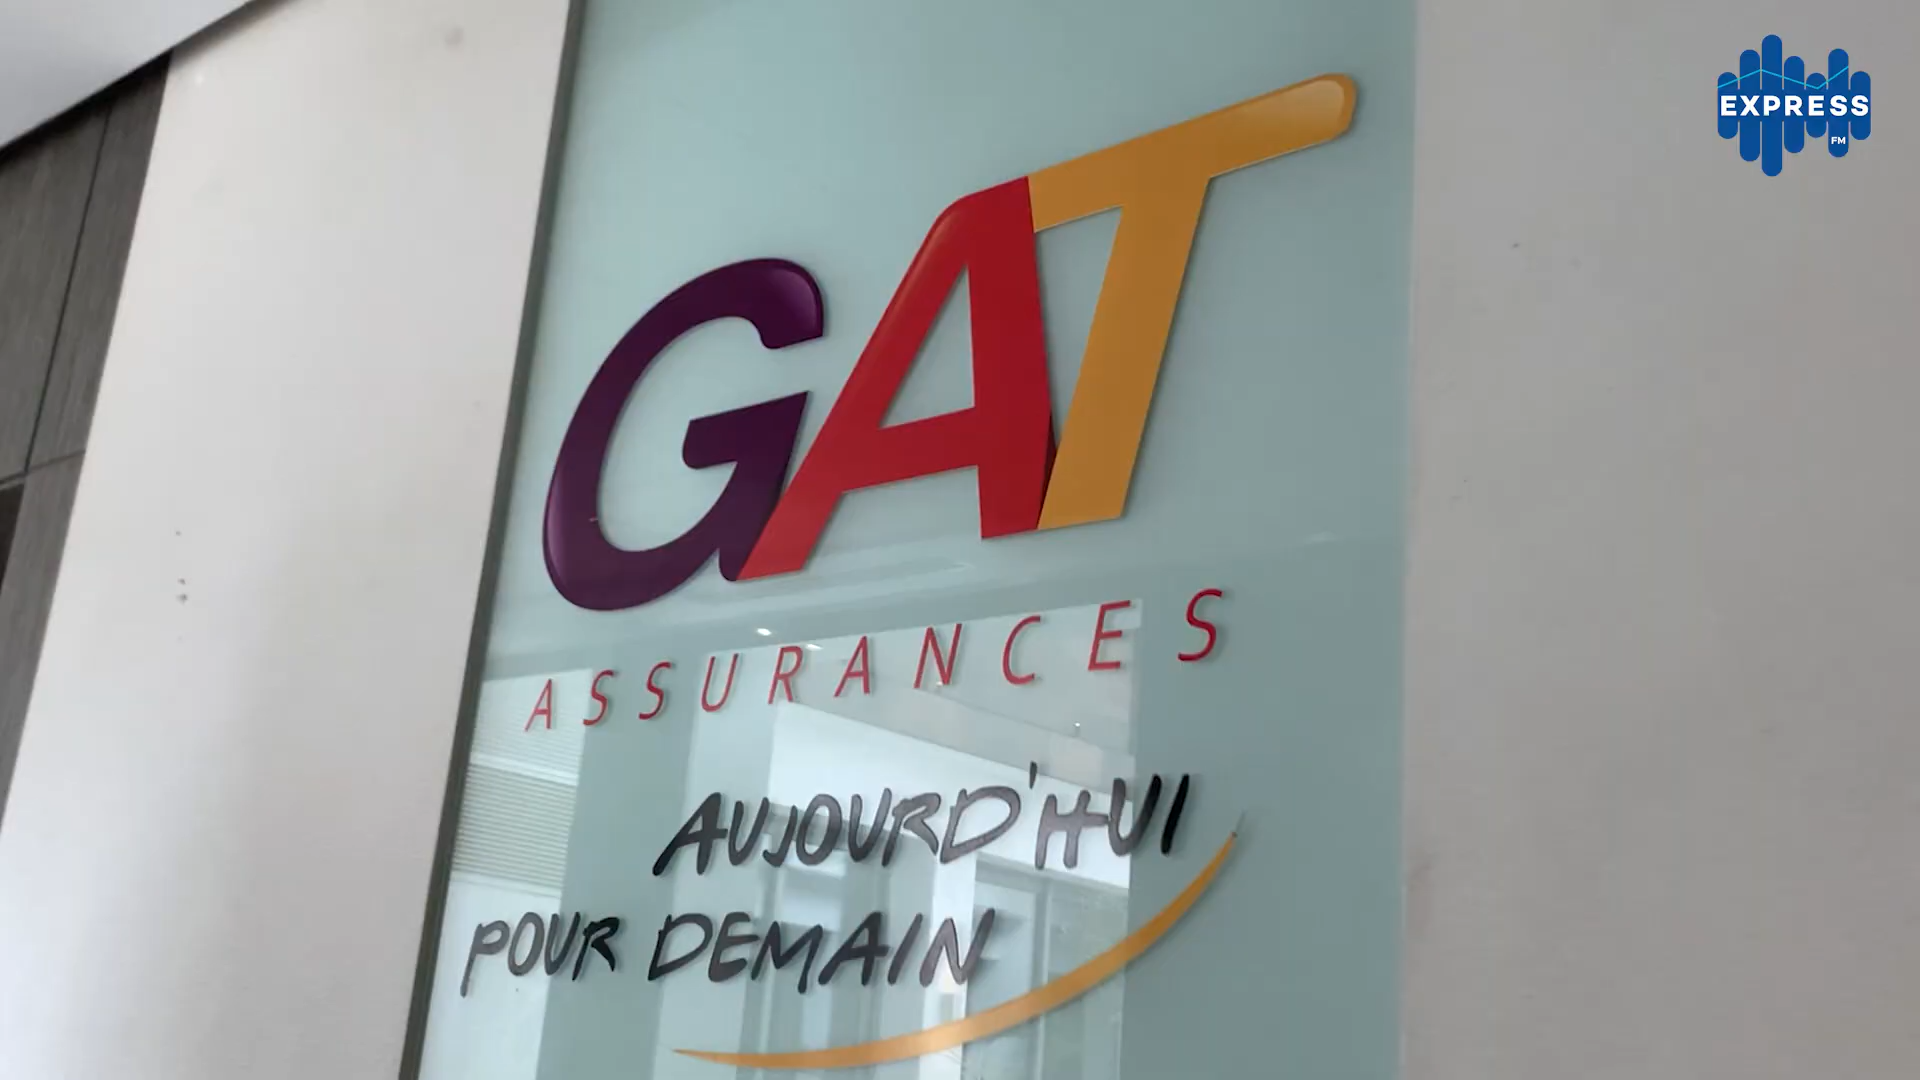 EXPRESS
FM
GAT
ASSURANCES
AUJOURD'HUI
POUR DEMAIN